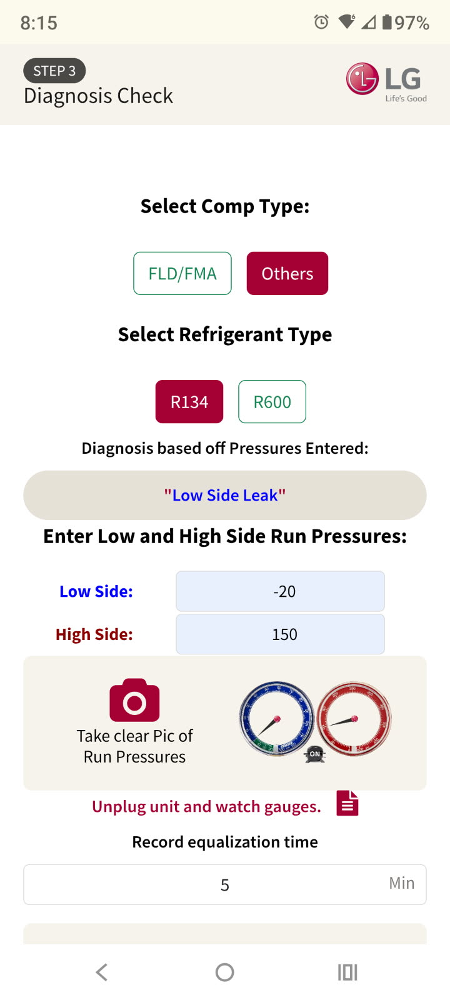 8:15
97%
STEP 3
Diagnosis Check
LG
Life's Good
Select Comp Type:
FLD/FMA
Others
Select Refrigerant Type
R134
R600
Diagnosis based off Pressures Entered:
"Low Side Leak"
Enter Low and High Side Run Pressures:
Low Side:
-20
High Side:
150
Take clear Pic of
Run Pressures
ON
Unplug unit and watch gauges.
Record equalization time
5
Min